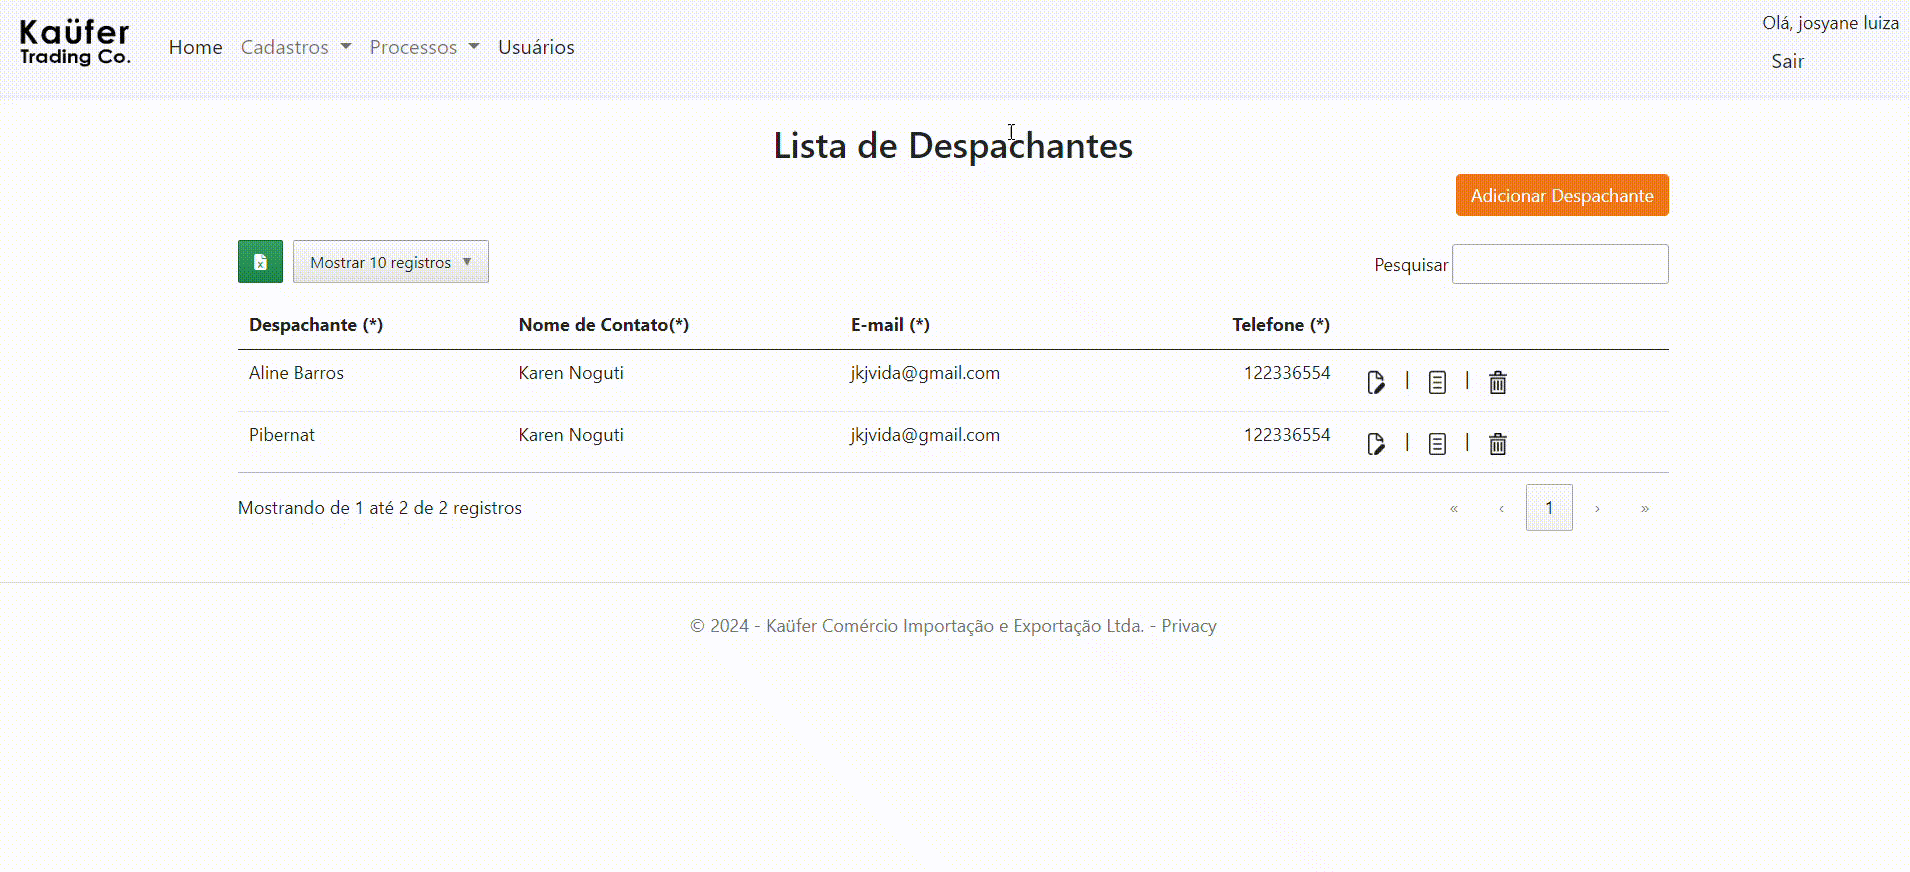 Kaüfer
Trading Co.
Home Cadastros Processos Usuários
Olá, josyane luiza
Sair
Lista de Despachantes
Adicionar Despachante
Mostrar 10 registros ▼
Pesquisar
Despachante (*) Nome de Contato(*) E-mail (*) Telefone (*)
Aline Barros Karen Noguti jkjvida@gmail.com 122336554 | |
Pibernat Karen Noguti jkjvida@gmail.com 122336554 | |
Mostrando de 1 até 2 de 2 registros
« ‹ 1 › »
© 2024 - Kaüfer Comércio Importação e Exportação Ltda. - Privacy